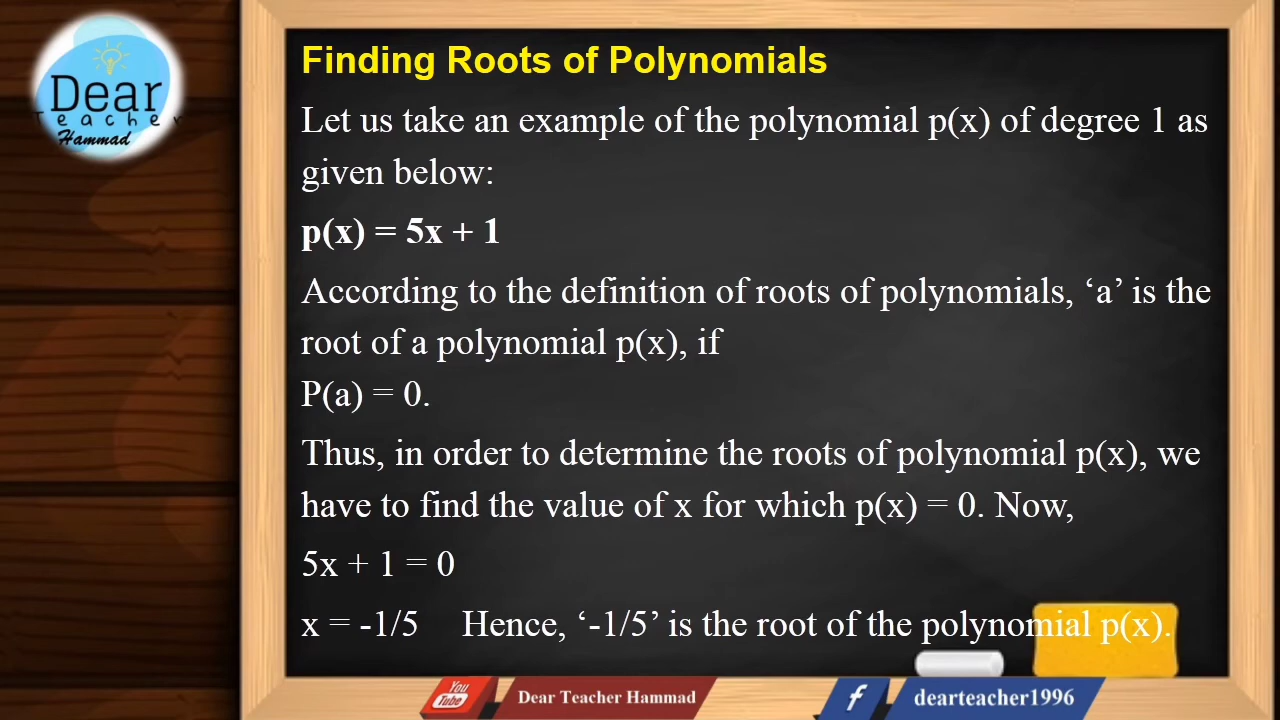 Dear
Teacher
Hammad
Finding Roots of Polynomials
Let us take an example of the polynomial p(x) of degree 1 as
given below:
p(x) = 5x + 1
According to the definition of roots of polynomials, ‘a’ is the
root of a polynomial p(x), if
P(a) = 0.
Thus, in order to determine the roots of polynomial p(x), we
have to find the value of x for which p(x) = 0. Now,
5x + 1 = 0
x = -1/5 Hence, ‘-1/5’ is the root of the polynomial p(x).
You
Tube
Dear Teacher Hammad
f
dearteacher1996